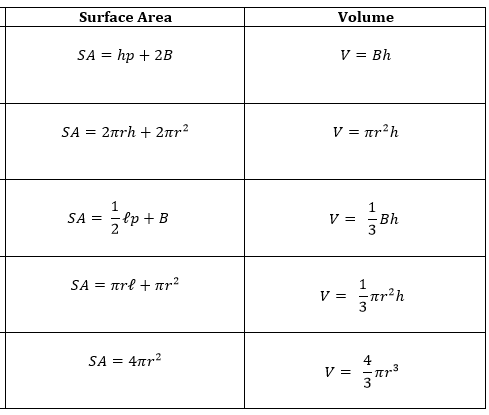 Surface Area Volume
SA = hp + 2B V = Bh
SA = 2πrh + 2πr² V = πr²h
SA = 1/2 ℓp + B V = 1/3 Bh
SA = πrℓ + πr² V = 1/3 πr²h
SA = 4πr² V = 4/3 πr³